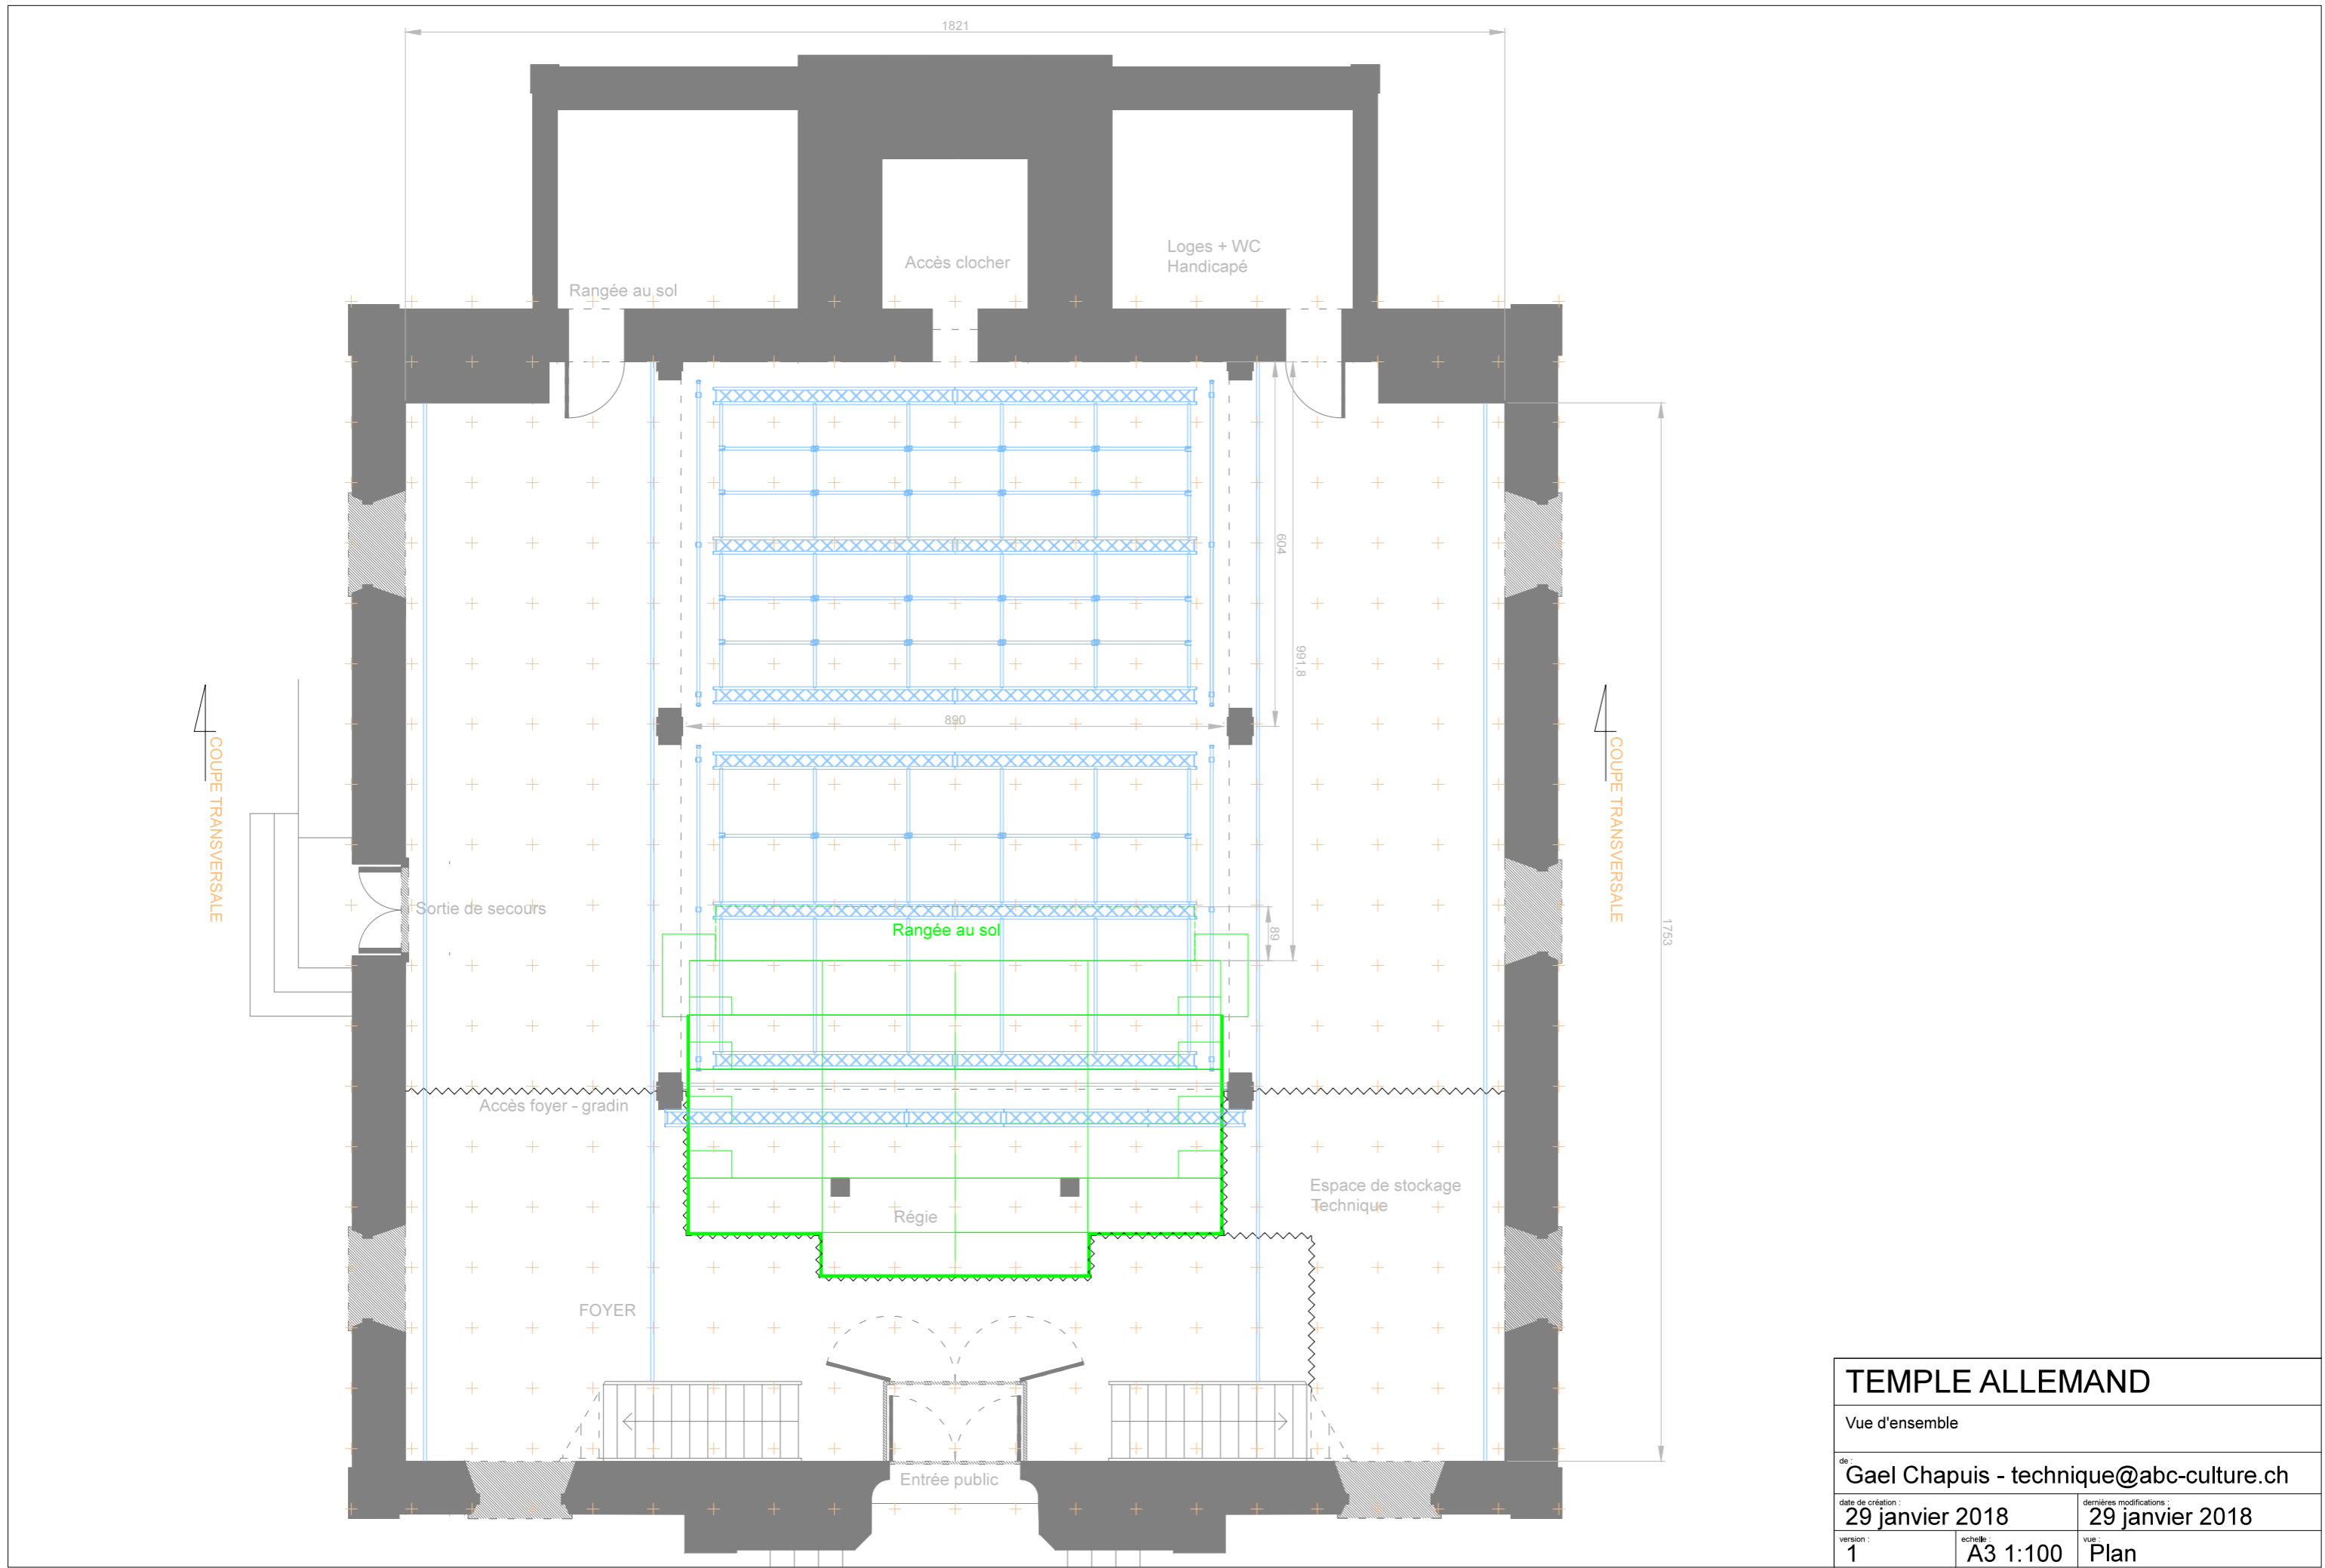 1821
Accès clocher
Loges + WC
Handicapé
Rangée au sol
604
991,8
890
COUPE TRANSVERSALE
COUPE TRANSVERSALE
Sortie de secours
Rangée au sol
89
1753
Accès foyer - gradin
Espace de stockage
Technique
Régie
FOYER
Entrée public
TEMPLE ALLEMAND
Vue d'ensemble
de :
Gael Chapuis - technique@abc-culture.ch
date de création :
29 janvier 2018
dernières modifications :
29 janvier 2018
version :
1
echelle :
A3 1:100
vue :
Plan